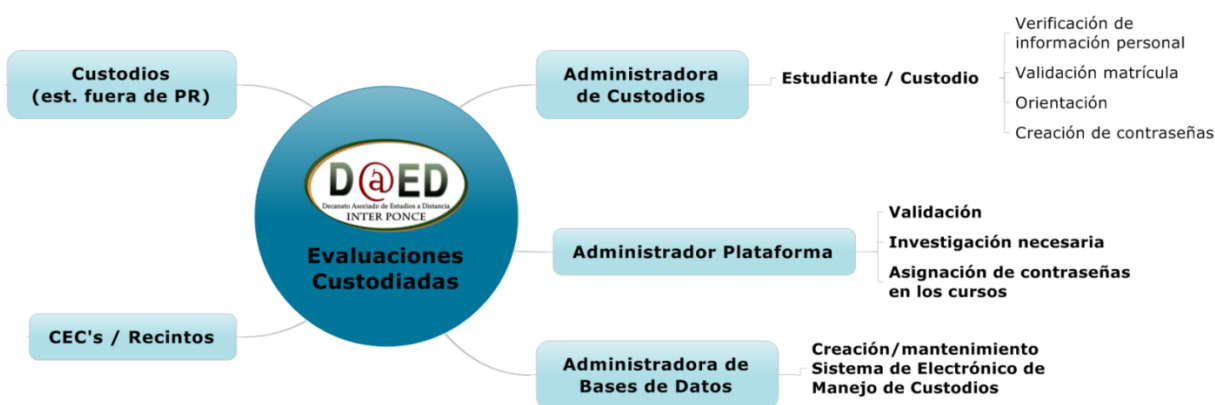 Custodios
(est. fuera de PR)
CEC's / Recintos
D@ED
Decanato Asociado de Estudios a Distancia
INTER PONCE
Evaluaciones
Custodiadas
Administradora
de Custodios
Estudiante / Custodio
Verificación de
información personal
Validación matrícula
Orientación
Creación de contraseñas
Administrador Plataforma
Validación
Investigación necesaria
Asignación de contraseñas
en los cursos
Administradora de
Bases de Datos
Creación/mantenimiento
Sistema de Electrónico de
Manejo de Custodios